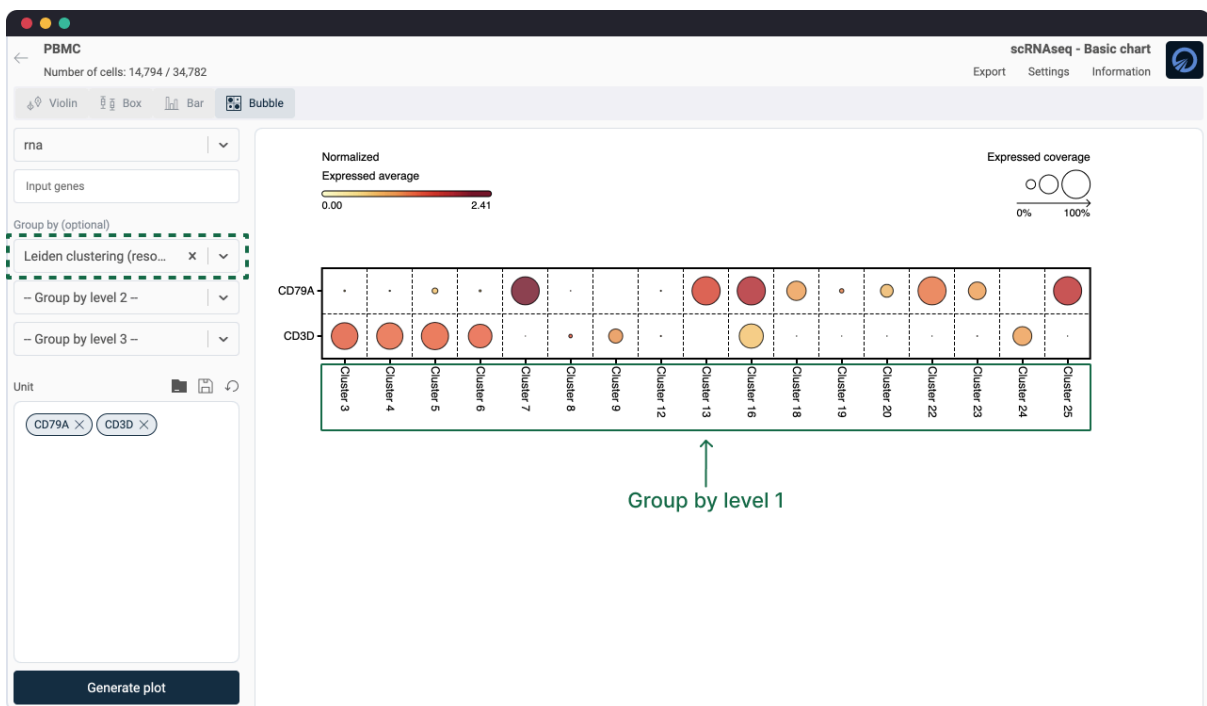 PBMC
Number of cells: 14,794 / 34,782
scRNAseq - Basic chart
Export Settings Information
Violin Box Bar Bubble
rna
Input genes
Group by (optional)
Leiden clustering (reso... x
-- Group by level 2 --
-- Group by level 3 --
Unit
CD79A × CD3D ×
Generate plot
Normalized
Expressed average
0.00 2.41
Expressed coverage
0% 100%
CD79A
CD3D
Cluster 3
Cluster 4
Cluster 5
Cluster 6
Cluster 7
Cluster 8
Cluster 9
Cluster 12
Cluster 13
Cluster 16
Cluster 18
Cluster 19
Cluster 20
Cluster 22
Cluster 23
Cluster 24
Cluster 25
Group by level 1